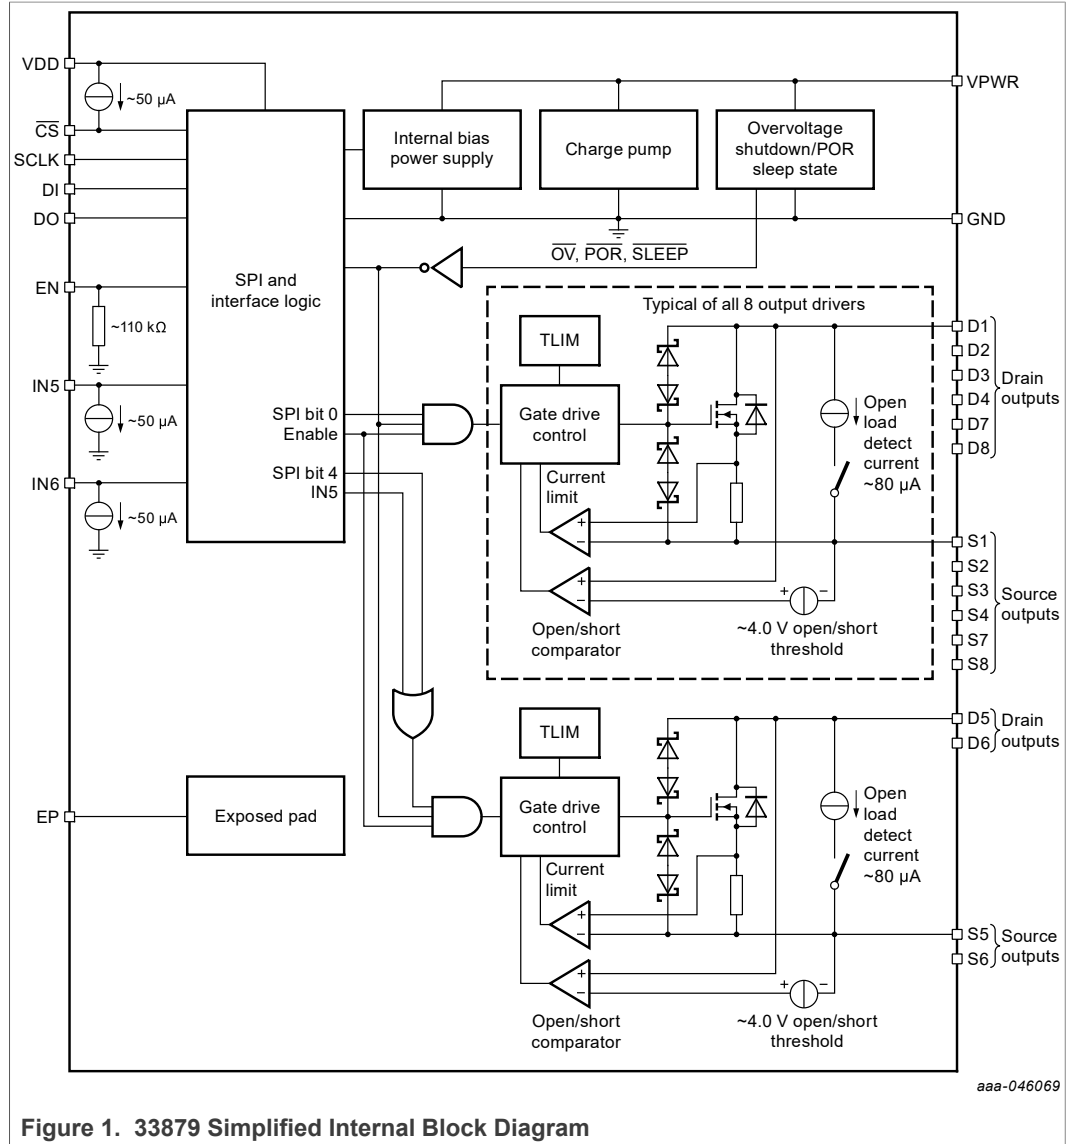 VDD
~50 µA
CS
SCLK
DI
DO
EN
~110 kΩ
IN5
~50 µA
IN6
~50 µA
EP
SPI and
interface logic
SPI bit 0
Enable
SPI bit 4
IN5
Exposed pad
Internal bias
power supply
Charge pump
Overvoltage
shutdown/POR
sleep state
VPWR
GND
OV, POR, SLEEP
Typical of all 8 output drivers
TLIM
Gate drive
control
Current
limit
+
−
+
−
Open/short
comparator
Open
load
detect
current
~80 µA
+
−
~4.0 V open/short
threshold
D1
D2
D3
D4
D7
D8
Drain
outputs
S1
S2
S3
S4
S7
S8
Source
outputs
TLIM
Gate drive
control
Current
limit
+
−
+
−
Open/short
comparator
Open
load
detect
current
~80 µA
+
−
~4.0 V open/short
threshold
D5
D6
Drain
outputs
S5
S6
Source
outputs
aaa-046069
Figure 1. 33879 Simplified Internal Block Diagram